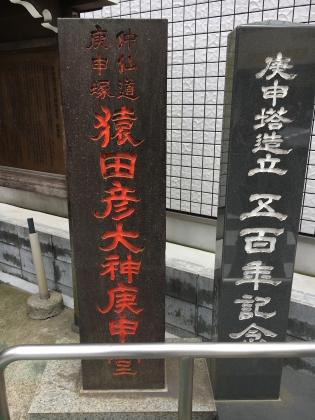 庚申塔造立五百年記念
仲仙道
庚申塚
猿田彦大神庚申堂